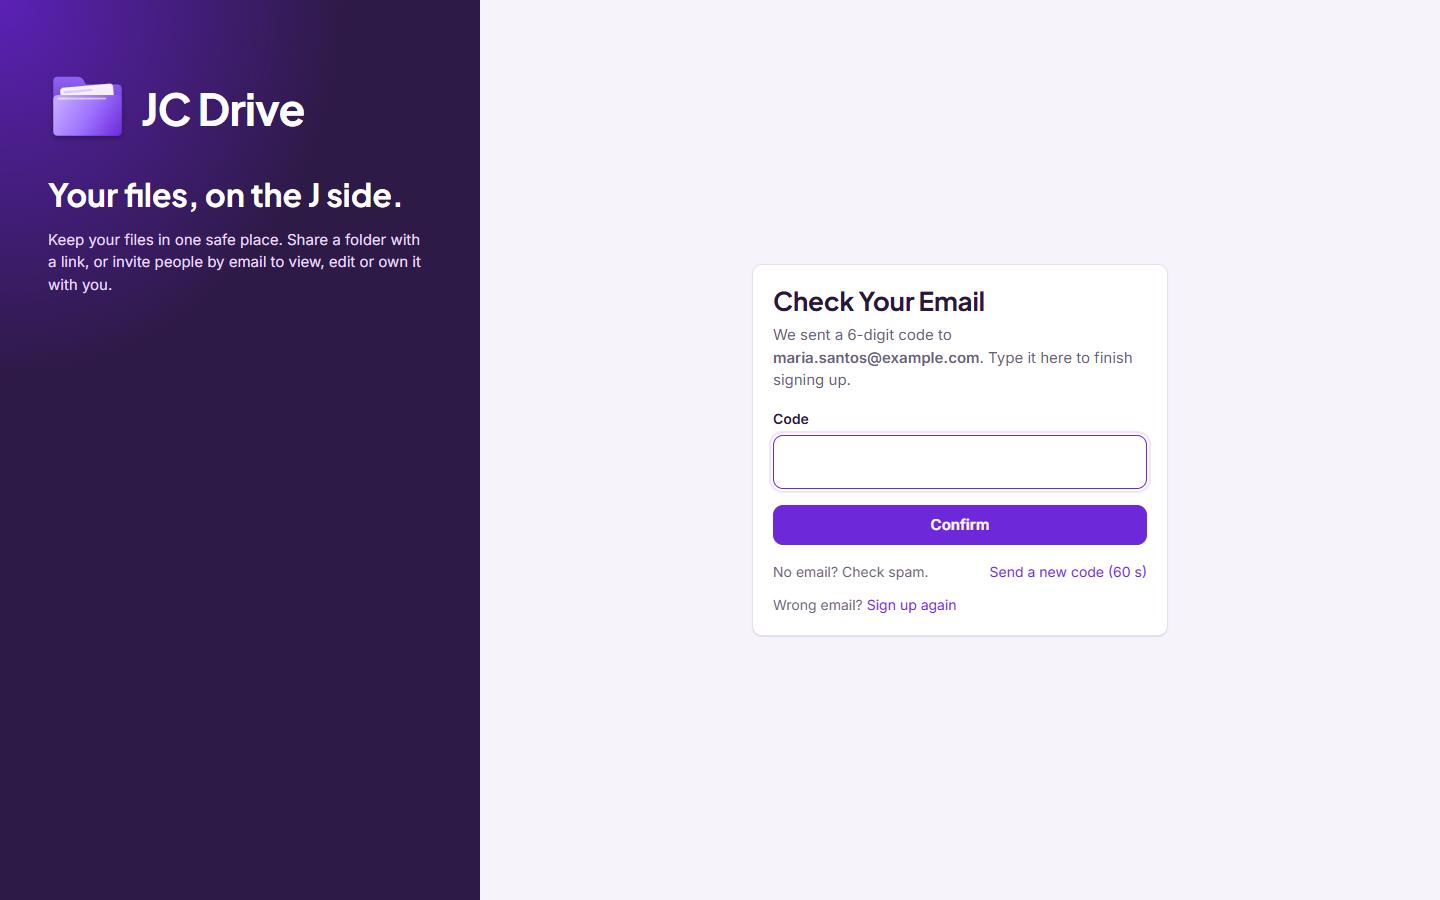 JC Drive
Your files, on the J side.
Keep your files in one safe place. Share a folder with
a link, or invite people by email to view, edit or own it
with you.
Check Your Email
We sent a 6-digit code to
maria.santos@example.com. Type it here to finish
signing up.
Code
Confirm
No email? Check spam. Send a new code (60 s)
Wrong email? Sign up again